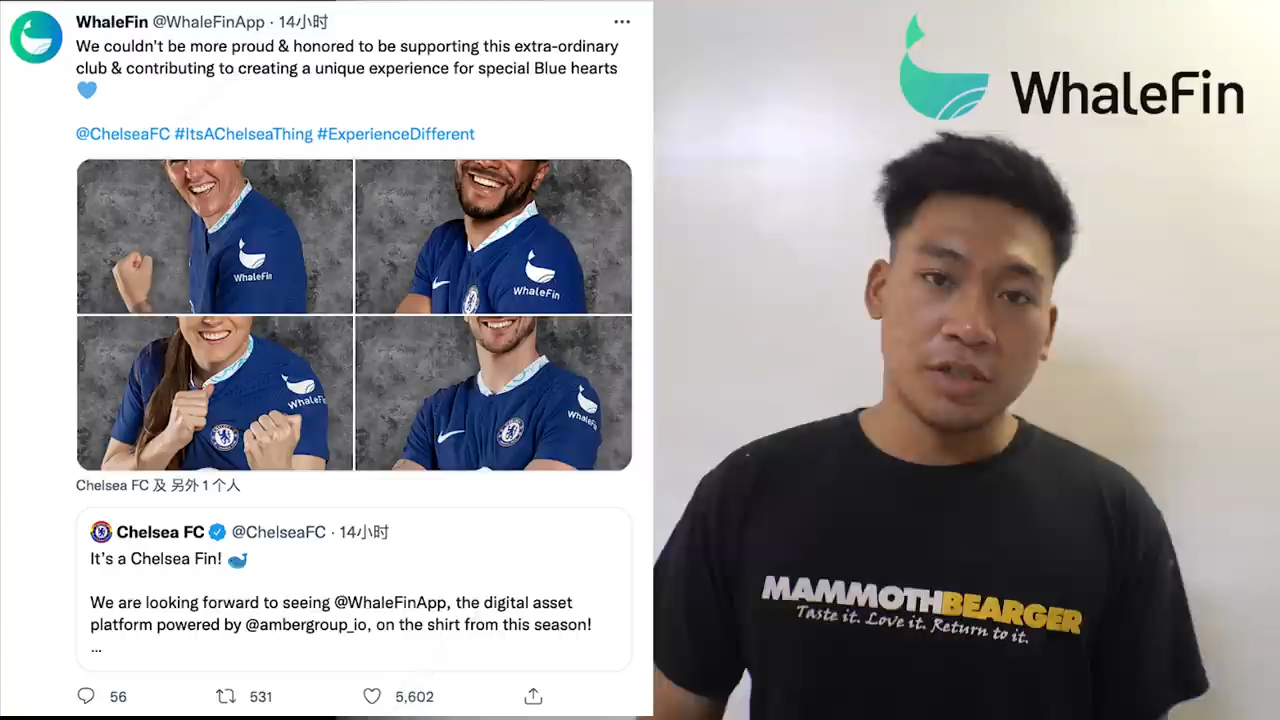 WhaleFin @WhaleFinApp · 14小时
We couldn't be more proud & honored to be supporting this extra-ordinary
club & contributing to creating a unique experience for special Blue hearts
@ChelseaFC #ItsAChelseaThing #ExperienceDifferent
WhaleFin
WhaleFin
WhaleFin
WhaleFin
Chelsea FC 及 另外 1 个人
Chelsea FC @ChelseaFC · 14小时
It's a Chelsea Fin!
We are looking forward to seeing @WhaleFinApp, the digital asset
platform powered by @ambergroup_io, on the shirt from this season!
...
56 531 5,602
WhaleFin
MAMMOTHBEARGER
Taste it. Love it. Return to it.